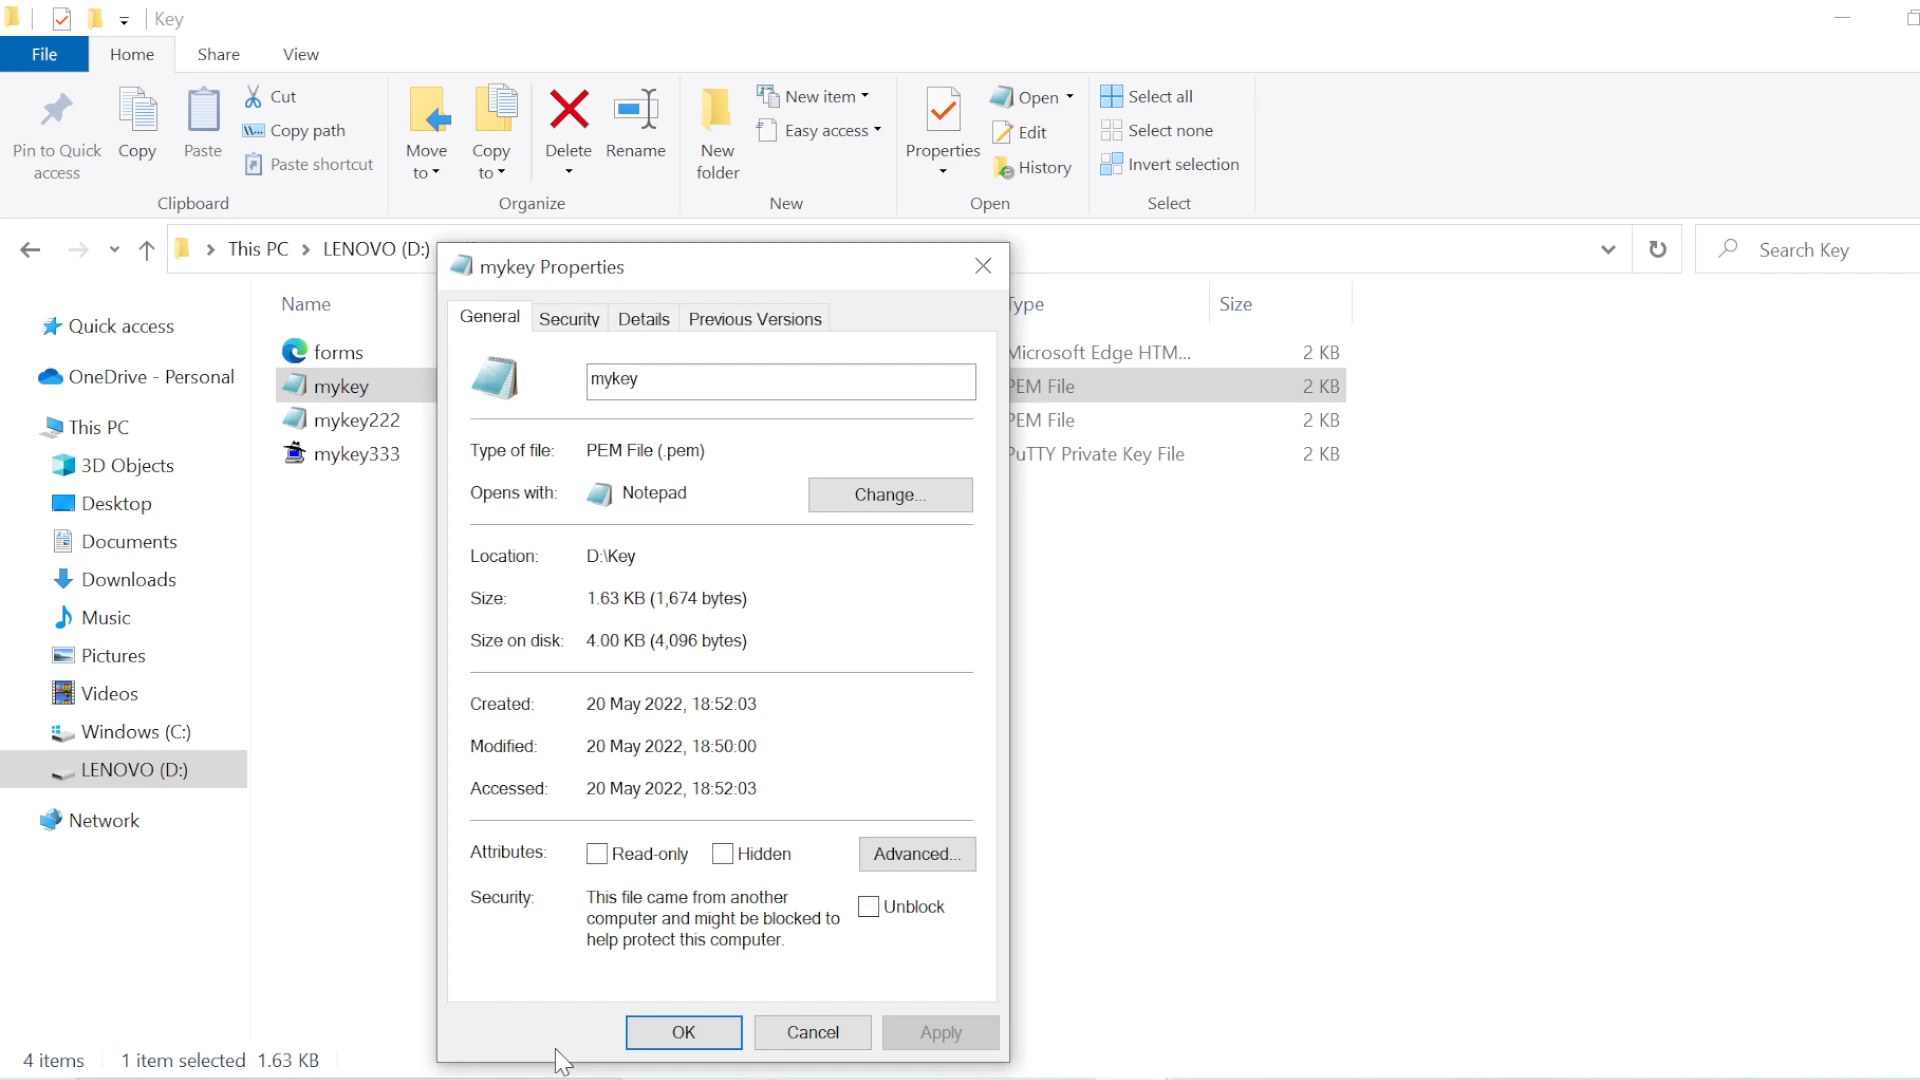 Key
File Home Share View
Pin to Quick access
Copy
Paste
Cut
Copy path
Paste shortcut
Clipboard
Move to
Copy to
Delete
Rename
Organize
New folder
New item
Easy access
New
Properties
Open
Edit
History
Open
Select all
Select none
Invert selection
Select
This PC > LENOVO (D:)
Search Key
Quick access
OneDrive - Personal
This PC
3D Objects
Desktop
Documents
Downloads
Music
Pictures
Videos
Windows (C:)
LENOVO (D:)
Network
Name Type Size
forms Microsoft Edge HTM... 2 KB
mykey PEM File 2 KB
mykey222 PEM File 2 KB
mykey333 PuTTY Private Key File 2 KB
mykey Properties
General Security Details Previous Versions
mykey
Type of file: PEM File (.pem)
Opens with: Notepad Change...
Location: D:\Key
Size: 1.63 KB (1,674 bytes)
Size on disk: 4.00 KB (4,096 bytes)
Created: 20 May 2022, 18:52:03
Modified: 20 May 2022, 18:50:00
Accessed: 20 May 2022, 18:52:03
Attributes: Read-only Hidden Advanced...
Security: This file came from another
computer and might be blocked to
help protect this computer.
Unblock
OK Cancel Apply
4 items 1 item selected 1.63 KB